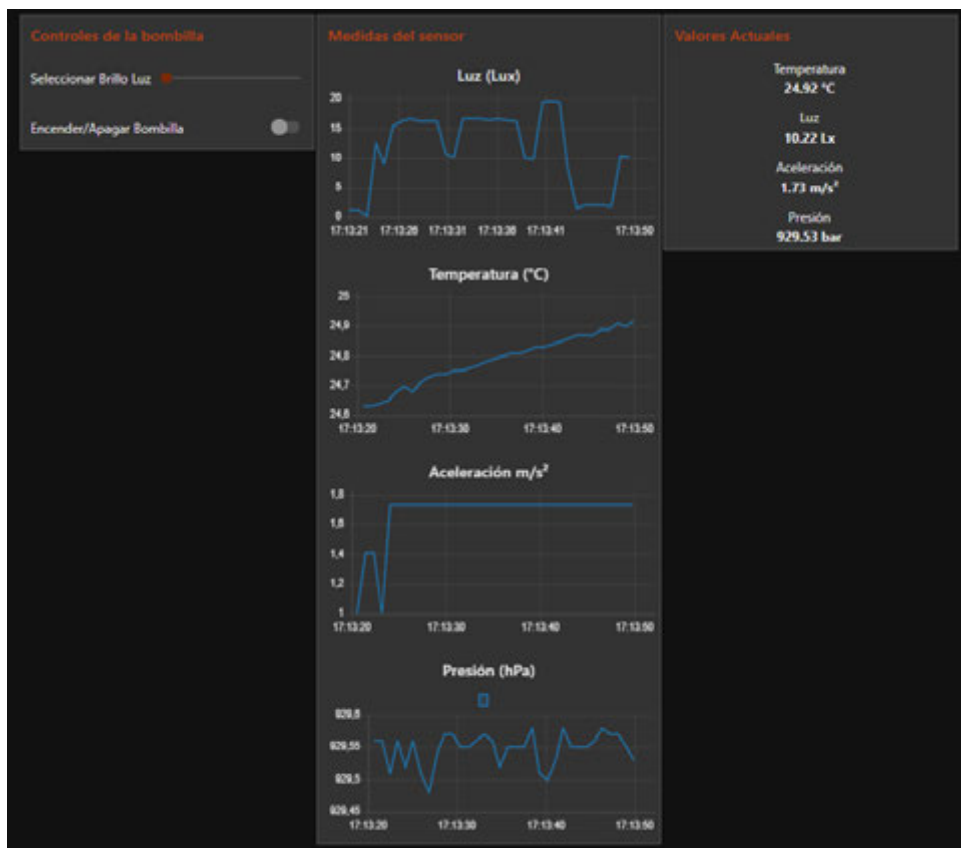 Controles de la bombilla
Seleccionar Brillo Luz
Encender/Apagar Bombilla
Medidas del sensor
Luz (Lux)
20
15
10
5
0
17:13:21 17:13:26 17:13:31 17:13:36 17:13:41 17:13:50
Temperatura (°C)
25
24,9
24,8
24,7
24,6
17:13:20 17:13:30 17:13:40 17:13:50
Aceleración m/s²
1,8
1,6
1,4
1,2
1
17:13:20 17:13:30 17:13:40 17:13:50
Presión (hPa)
929,6
929,55
929,5
929,45
17:13:20 17:13:30 17:13:40 17:13:50
Valores Actuales
Temperatura
24.92 °C
Luz
10.22 Lx
Aceleración
1.73 m/s²
Presión
929.53 bar